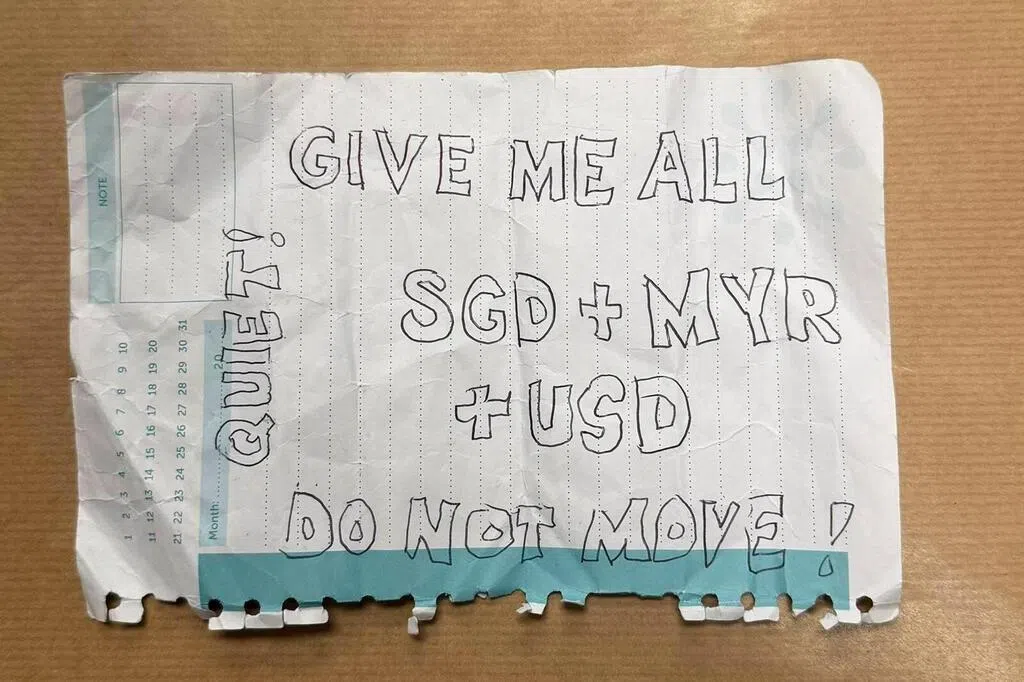 GIVE ME ALL
SGD + MYR
+ USD
DO NOT MOVE!
QUIET!
NOTE
Month:
20
1 2 3 4 5 6 7 8 9 10
11 12 13 14 15 16 17 18 19 20
21 22 23 24 25 26 27 28 29 30 31